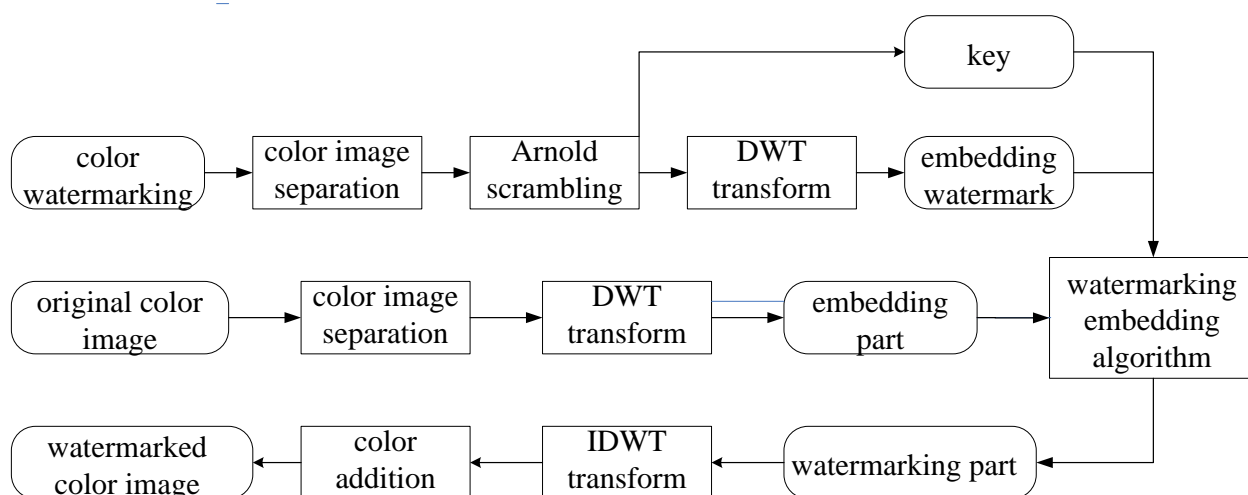 key
color
watermarking
color image
separation
Arnold
scrambling
DWT
transform
embedding
watermark
original color
image
color image
separation
DWT
transform
embedding
part
watermarking
embedding
algorithm
watermarked
color image
color
addition
IDWT
transform
watermarking part